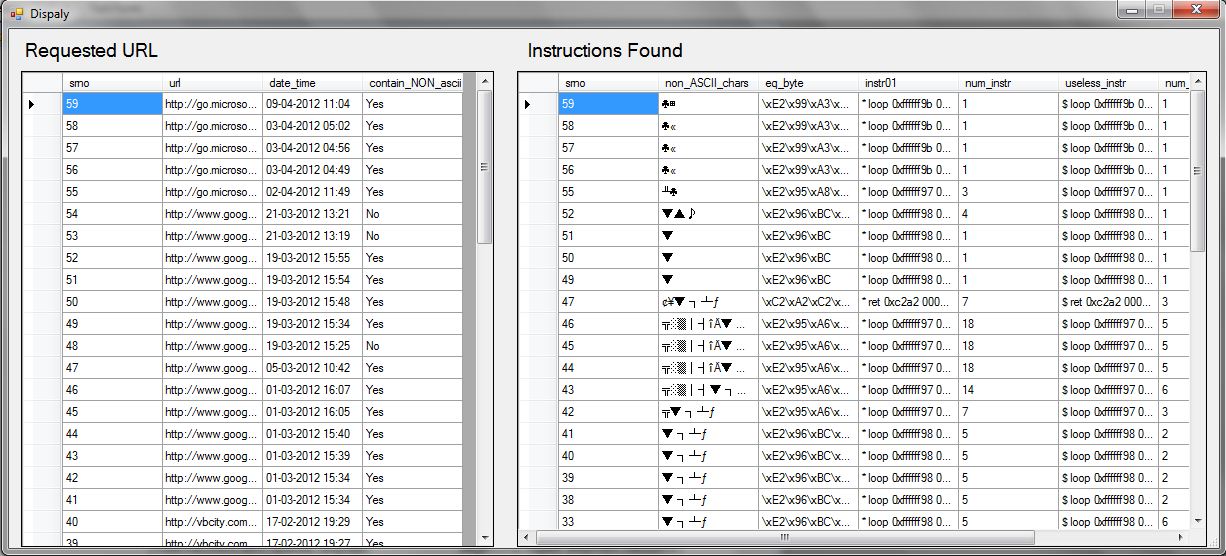 Dispaly
Requested URL
smo url date_time contain_NON_ascii
59 http://go.microso... 09-04-2012 11:04 Yes
58 http://go.microso... 03-04-2012 05:02 Yes
57 http://go.microso... 03-04-2012 04:56 Yes
56 http://go.microso... 03-04-2012 04:49 Yes
55 http://go.microso... 02-04-2012 11:49 Yes
54 http://www.goog... 21-03-2012 13:21 No
53 http://www.goog... 21-03-2012 13:19 No
52 http://www.goog... 19-03-2012 15:55 Yes
51 http://www.goog... 19-03-2012 15:54 Yes
50 http://www.goog... 19-03-2012 15:48 Yes
49 http://www.goog... 19-03-2012 15:34 Yes
48 http://www.goog... 19-03-2012 15:25 No
47 http://www.goog... 05-03-2012 10:42 Yes
46 http://www.goog... 01-03-2012 16:07 Yes
45 http://www.goog... 01-03-2012 16:05 Yes
44 http://www.goog... 01-03-2012 15:40 Yes
43 http://www.goog... 01-03-2012 15:39 Yes
42 http://www.goog... 01-03-2012 15:34 Yes
41 http://www.goog... 01-03-2012 15:34 Yes
40 http://vbcity.com... 17-02-2012 19:29 Yes
39 http://www.goog... 17-02-2012 19:27 Yes
Instructions Found
smo non_ASCII_chars eq_byte instr01 num_instr useless_instr num_
59 ♣⊞ \xE2\x99\xA3\x... * loop 0xffffff9b 0... 1 $ loop 0xffffff9b 0... 1
58 ♣« \xE2\x99\xA3\x... * loop 0xffffff9b 0... 1 $ loop 0xffffff9b 0... 1
57 ♣« \xE2\x99\xA3\x... * loop 0xffffff9b 0... 1 $ loop 0xffffff9b 0... 1
56 ♣« \xE2\x99\xA3\x... * loop 0xffffff9b 0... 1 $ loop 0xffffff9b 0... 1
55 ╨♣ \xE2\x95\xA8\x... * loop 0xffffff97 0... 3 $ loop 0xffffff97 0... 1
52 ▼▲♪ \xE2\x96\xBC\x... * loop 0xffffff98 0... 4 $ loop 0xffffff98 0... 1
51 ▼ \xE2\x96\xBC * loop 0xffffff98 0... 1 $ loop 0xffffff98 0... 1
50 ▼ \xE2\x96\xBC * loop 0xffffff98 0... 1 $ loop 0xffffff98 0... 1
49 ▼ \xE2\x96\xBC * loop 0xffffff98 0... 1 $ loop 0xffffff98 0... 1
47 ¢¥▼┐┴ƒ \xC2\xA2\xC2\x... * ret 0xc2a2 000... 7 $ ret 0xc2a2 000... 3
46 ╦░▒│┤îÄ▼ ... \xE2\x95\xA6\x... * loop 0xffffff97 0... 18 $ loop 0xffffff97 0... 5
45 ╦░▒│┤îÄ▼ ... \xE2\x95\xA6\x... * loop 0xffffff97 0... 18 $ loop 0xffffff97 0... 5
44 ╦░▒│┤îÄ▼ ... \xE2\x95\xA6\x... * loop 0xffffff97 0... 18 $ loop 0xffffff97 0... 5
43 ╦░▒│┤▼┐ ... \xE2\x95\xA6\x... * loop 0xffffff97 0... 14 $ loop 0xffffff97 0... 6
42 ╦▼┐┴ƒ \xE2\x95\xA6\x... * loop 0xffffff97 0... 7 $ loop 0xffffff97 0... 3
41 ▼┐┴ƒ \xE2\x96\xBC\x... * loop 0xffffff98 0... 5 $ loop 0xffffff98 0... 2
40 ▼┐┴ƒ \xE2\x96\xBC\x... * loop 0xffffff98 0... 5 $ loop 0xffffff98 0... 2
39 ▼┐┴ƒ \xE2\x96\xBC\x... * loop 0xffffff98 0... 5 $ loop 0xffffff98 0... 2
38 ▼┐┴ƒ \xE2\x96\xBC\x... * loop 0xffffff98 0... 5 $ loop 0xffffff98 0... 2
33 ▼┐┴ƒ \xE2\x96\xBC\x... * loop 0xffffff98 0... 5 $ loop 0xffffff98 0... 6